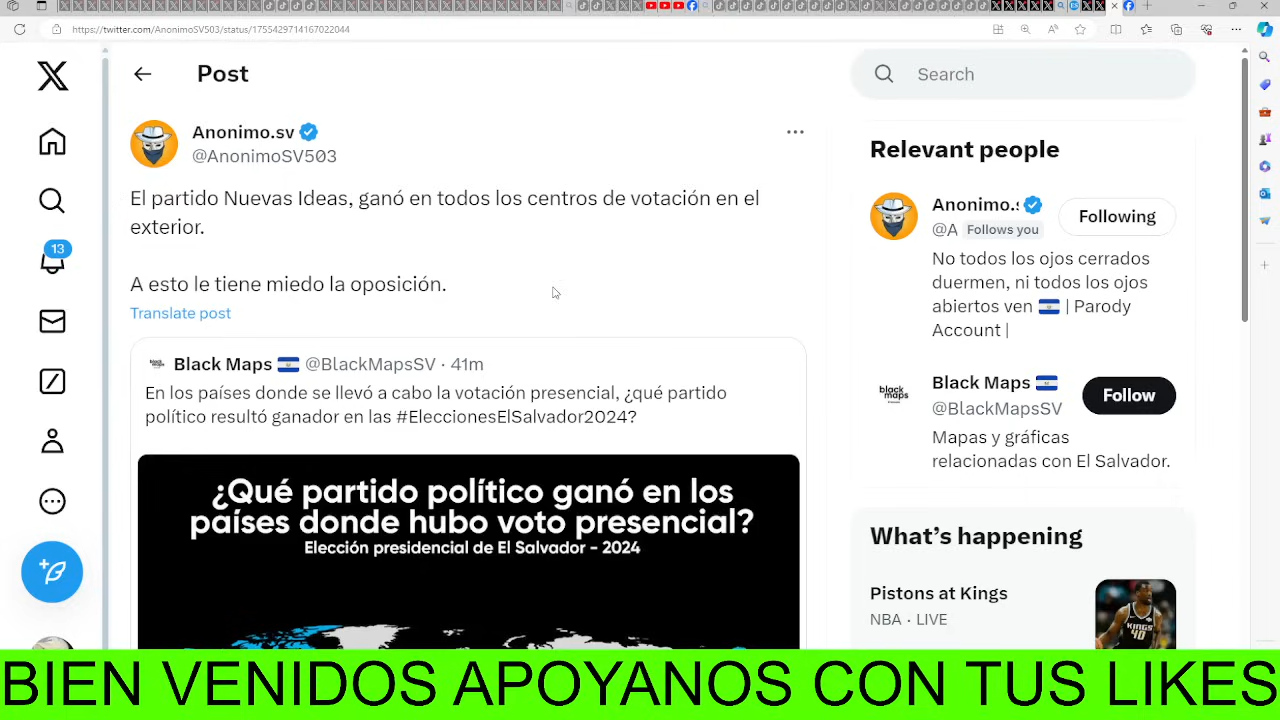 https://twitter.com/AnonimoSV503/status/1755429714167022044
Post
Search
Anonimo.sv
@AnonimoSV503
El partido Nuevas Ideas, ganó en todos los centros de votación en el
exterior.
A esto le tiene miedo la oposición.
Translate post
Black Maps @BlackMapsSV · 41m
En los países donde se llevó a cabo la votación presencial, ¿qué partido
político resultó ganador en las #EleccionesElSalvador2024?
¿Qué partido político ganó en los
países donde hubo voto presencial?
Elección presidencial de El Salvador - 2024
Relevant people
Anonimo.s
@A Follows you
Following
No todos los ojos cerrados
duermen, ni todos los ojos
abiertos ven | Parody
Account |
black
maps
Black Maps
@BlackMapsSV
Follow
Mapas y gráficas
relacionadas con El Salvador.
What's happening
Pistons at Kings
NBA · LIVE
KINGS
40
13
BIEN VENIDOS APOYANOS CON TUS LIKES